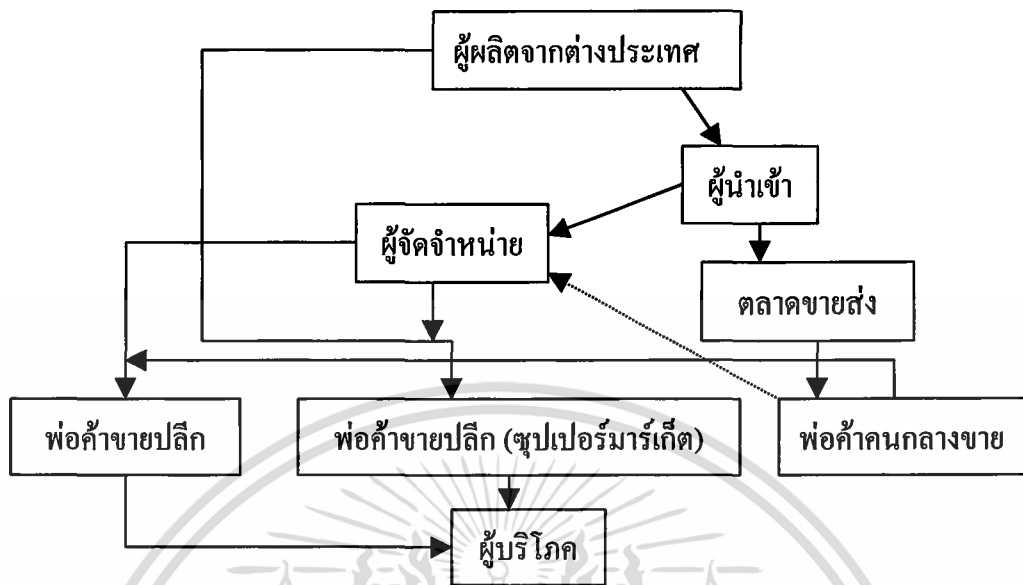 ผู้ผลิตจากต่างประเทศ
ผู้นำเข้า
ผู้จัดจำหน่าย
ตลาดขายส่ง
พ่อค้าขายปลีก
พ่อค้าขายปลีก (ซุปเปอร์มาร์เก็ต)
พ่อค้าคนกลางขาย
ผู้บริโภค